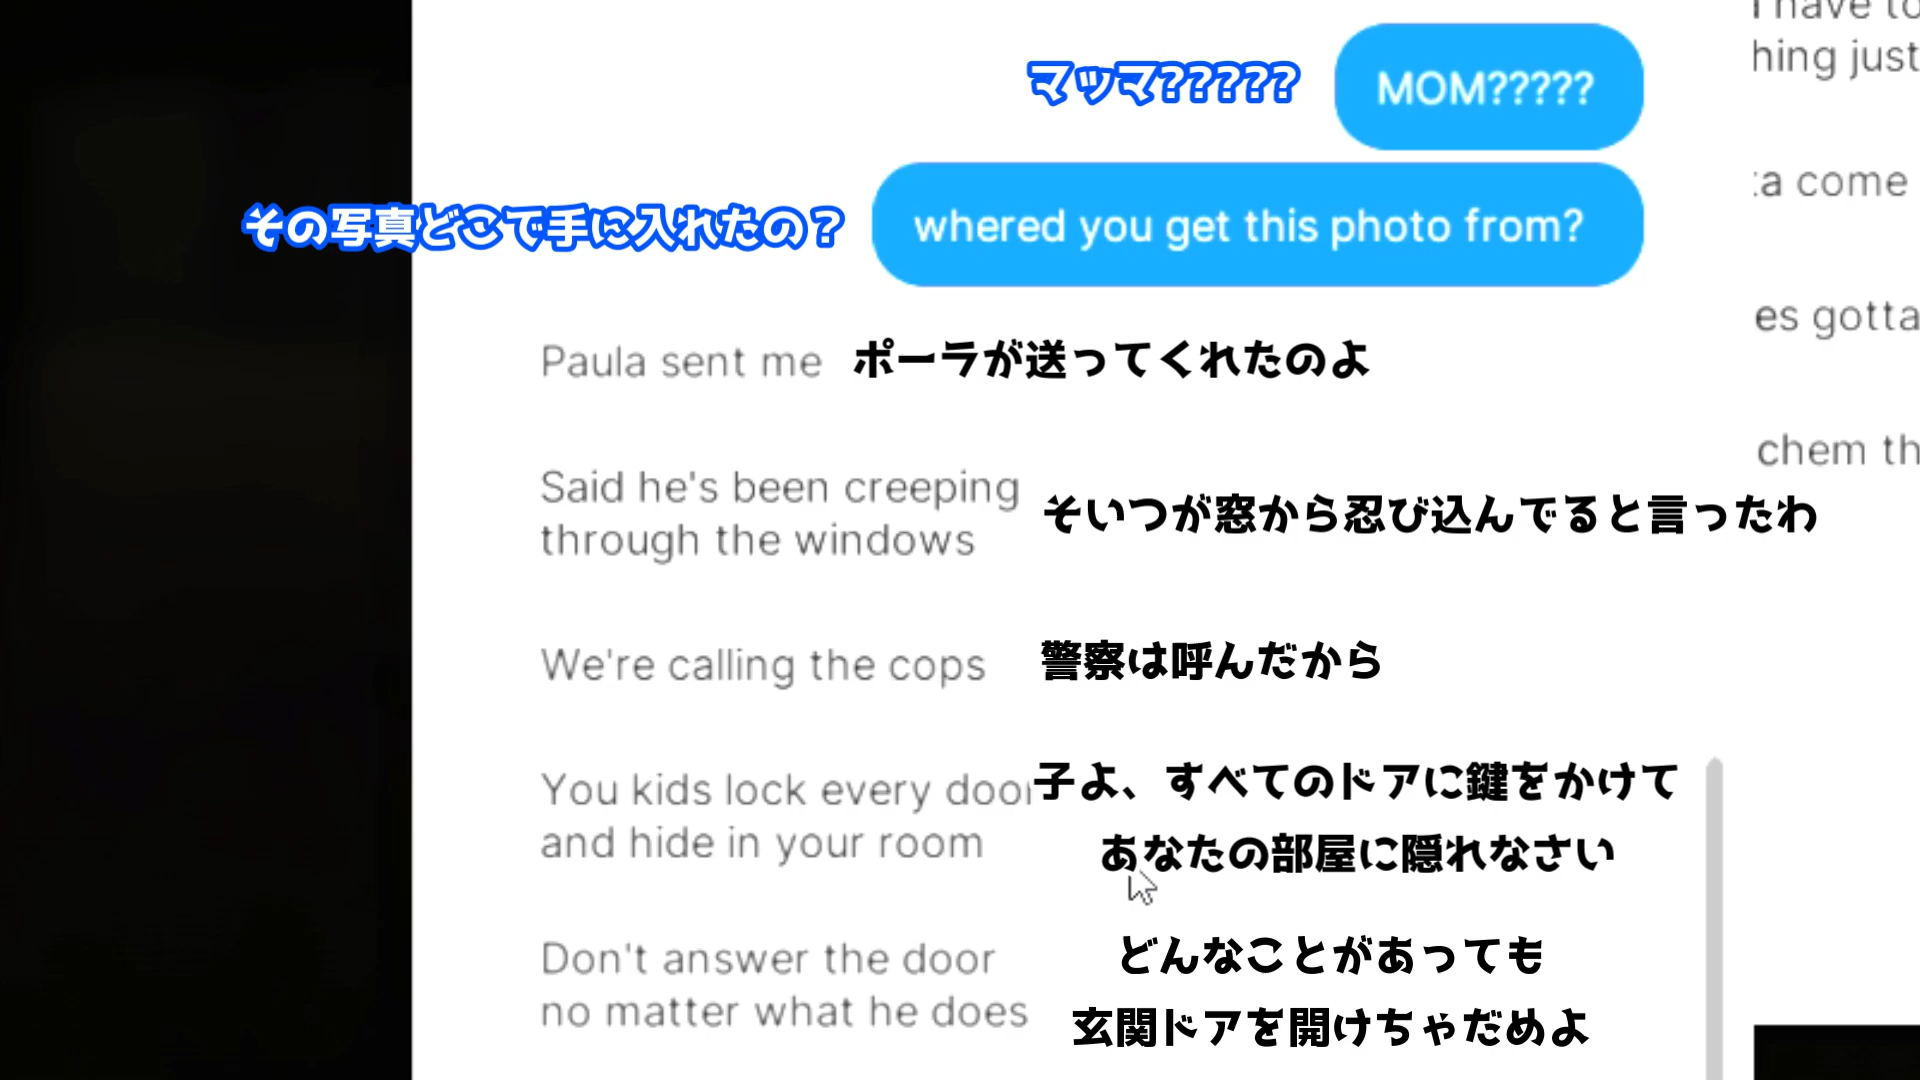 マッマ?????
MOM?????
その写真どこで手に入れたの？
whered you get this photo from?
Paula sent me
ポーラが送ってくれたのよ
Said he's been creeping
through the windows
そいつが窓から忍び込んでると言ったわ
We're calling the cops
警察は呼んだから
You kids lock every door
and hide in your room
子よ、すべてのドアに鍵をかけて
あなたの部屋に隠れなさい
Don't answer the door
no matter what he does
どんなことがあっても
玄関ドアを開けちゃだめよ
have to
hing just
a come
es gotta
chem th